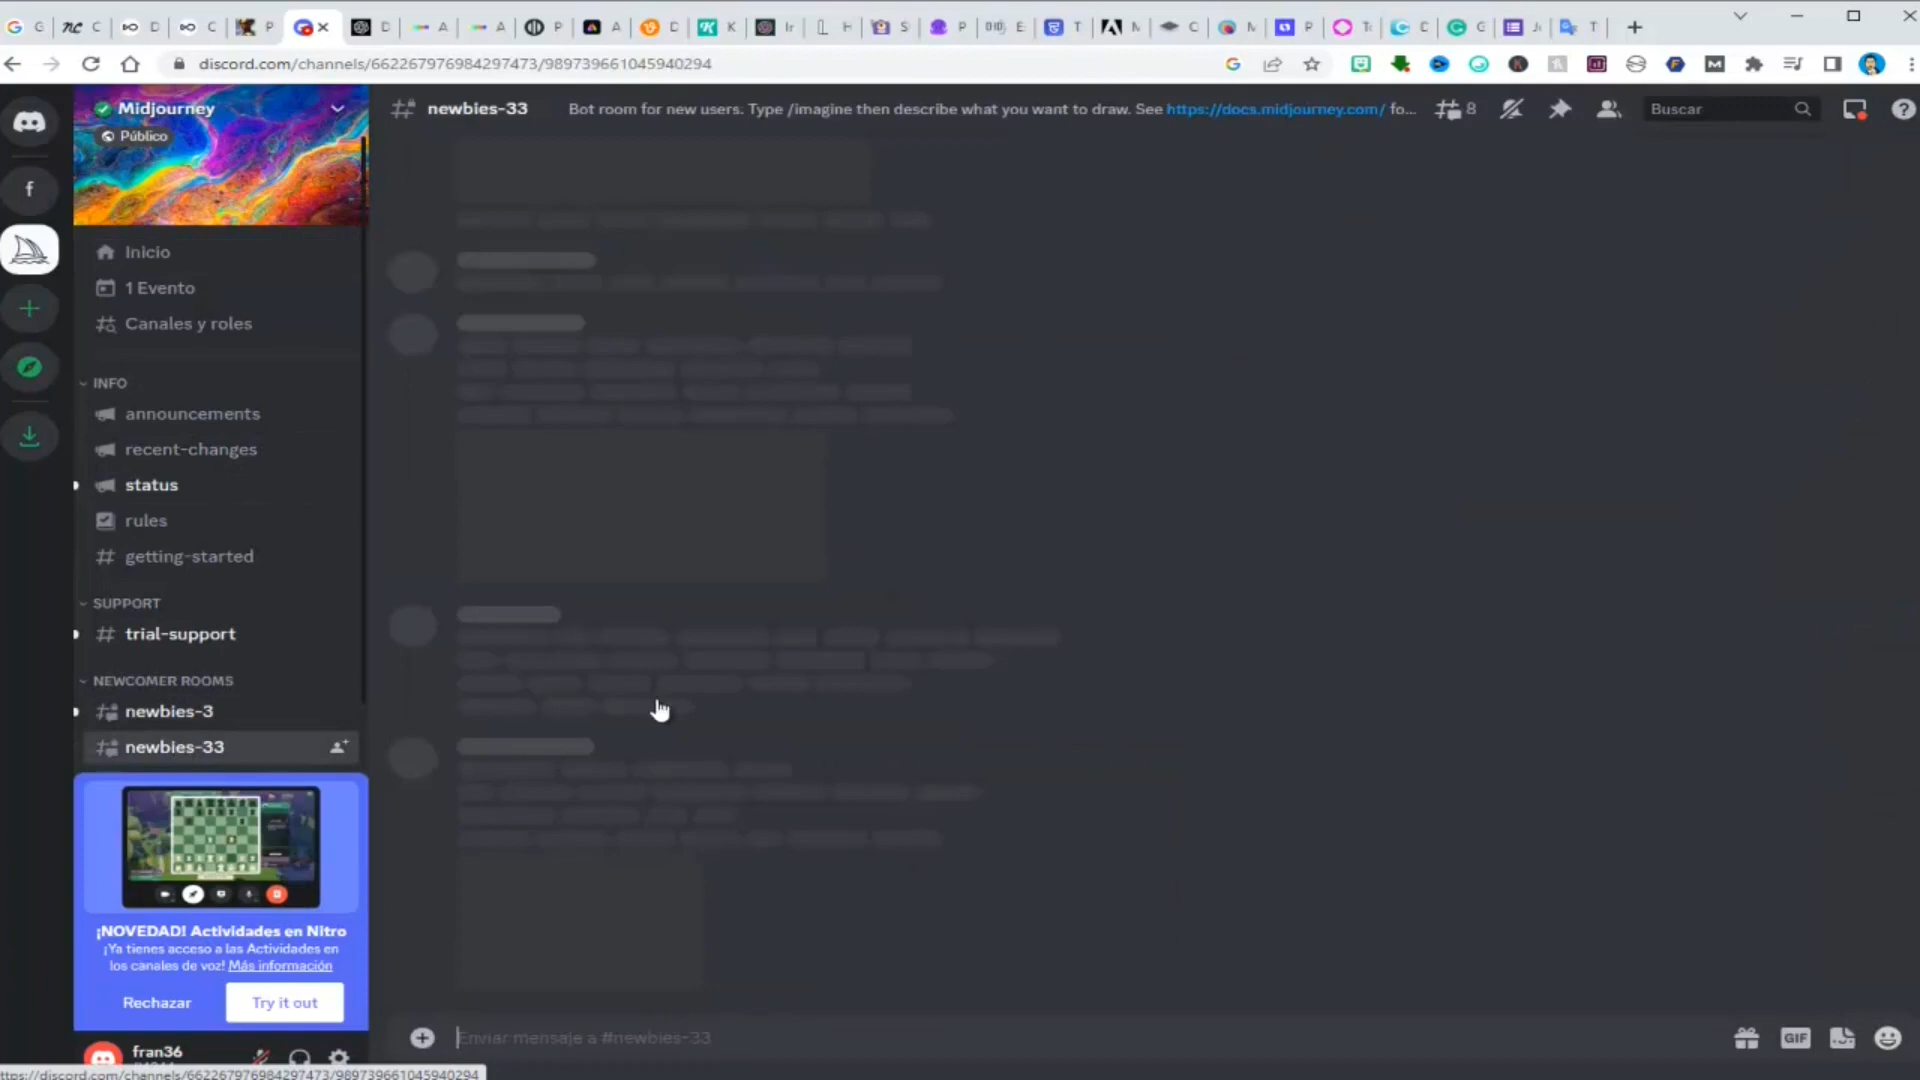 discord.com/channels/662267976984297473/989739661045940294
Midjourney
Público
newbies-33
Bot room for new users. Type /imagine then describe what you want to draw. See https://docs.midjourney.com/ fo...
8
Buscar
Inicio
1 Evento
Canales y roles
INFO
announcements
recent-changes
status
rules
getting-started
SUPPORT
trial-support
NEWCOMER ROOMS
newbies-3
newbies-33
¡NOVEDAD! Actividades en Nitro
¡Ya tienes acceso a las Actividades en
los canales de voz! Más información
Rechazar
Try it out
Enviar mensaje a #newbies-33
GIF
fran36
ttps://discord.com/channels/662267976984297473/989739661045940294